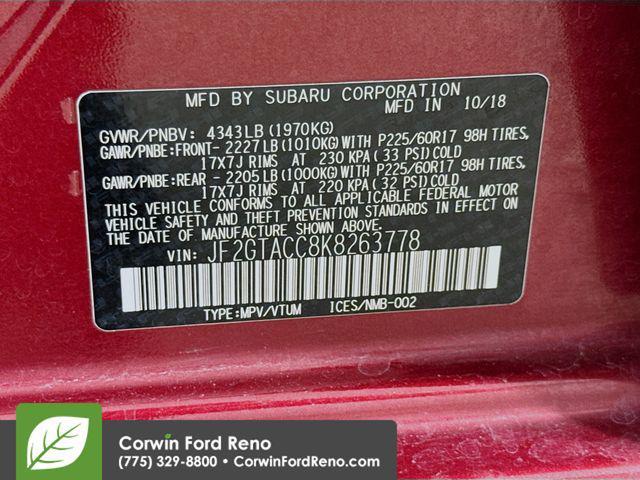 MFD BY SUBARU CORPORATION
MFD IN 10/18
GVWR/PNBV: 4343LB(1970KG)
GAWR/PNBE:FRONT- 2227LB(1010KG)WITH P225/60R17 98H TIRES,
17X7J RIMS AT 230 KPA(33 PSI)COLD
GAWR/PNBE:REAR - 2205LB(1000KG)WITH P225/60R17 98H TIRES,
17X7J RIMS AT 220 KPA(32 PSI)COLD
THIS VEHICLE CONFORMS TO ALL APPLICABLE FEDERAL MOTOR
VEHICLE SAFETY AND THEFT PREVENTION STANDARDS IN EFFECT ON
THE DATE OF MANUFACTURE SHOWN ABOVE.
VIN: JF2GTACC8K8263778
TYPE:MPV/VTUM ICES/NMB-002
Corwin Ford Reno
(775) 329-8800 • CorwinFordReno.com